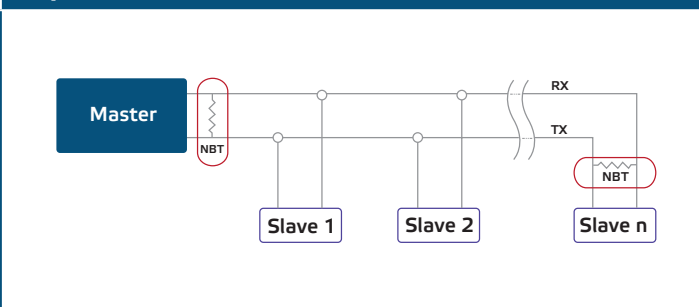 RX
Master
TX
NBT
NBT
Slave 1
Slave 2
Slave n